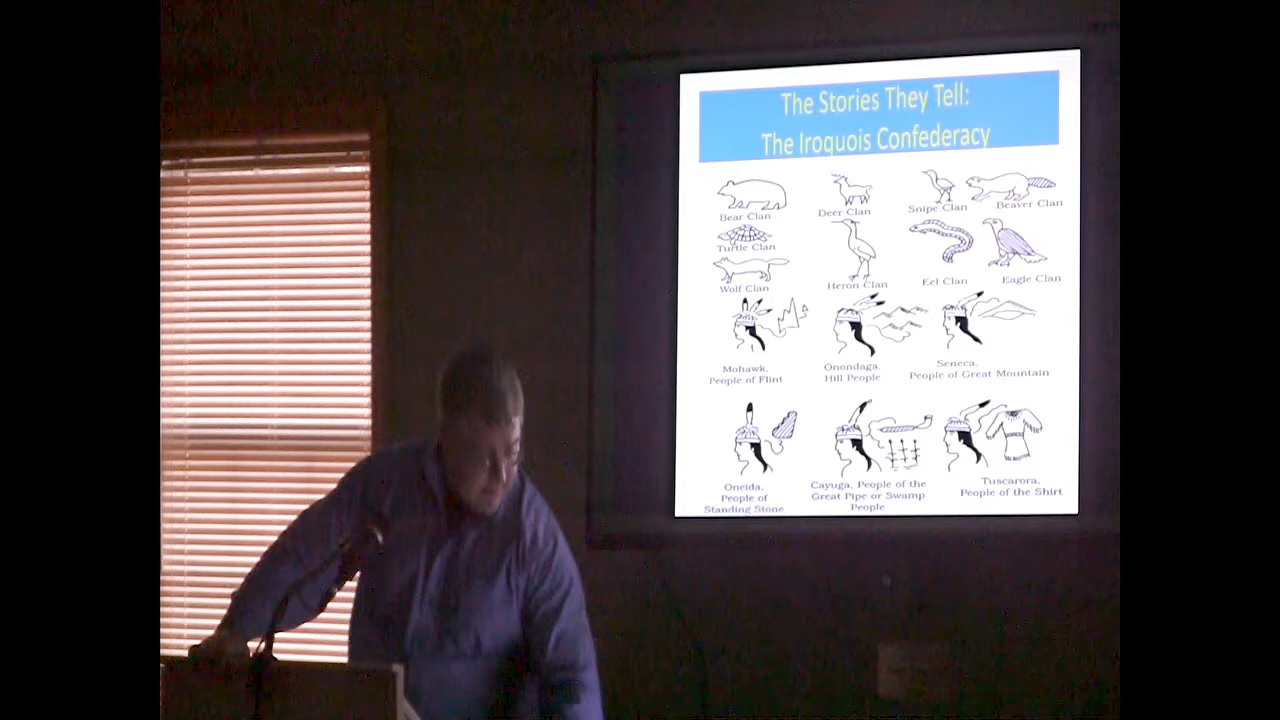 The Stories They Tell:
The Iroquois Confederacy
Bear Clan
Deer Clan
Snipe Clan
Beaver Clan
Turtle Clan
Wolf Clan
Heron Clan
Eel Clan
Eagle Clan
Mohawk,
People of Flint
Onondaga,
Hill People
Seneca,
People of Great Mountain
Oneida,
People of
Standing Stone
Cayuga, People of the
Great Pipe or Swamp
People
Tuscarora,
People of the Shirt